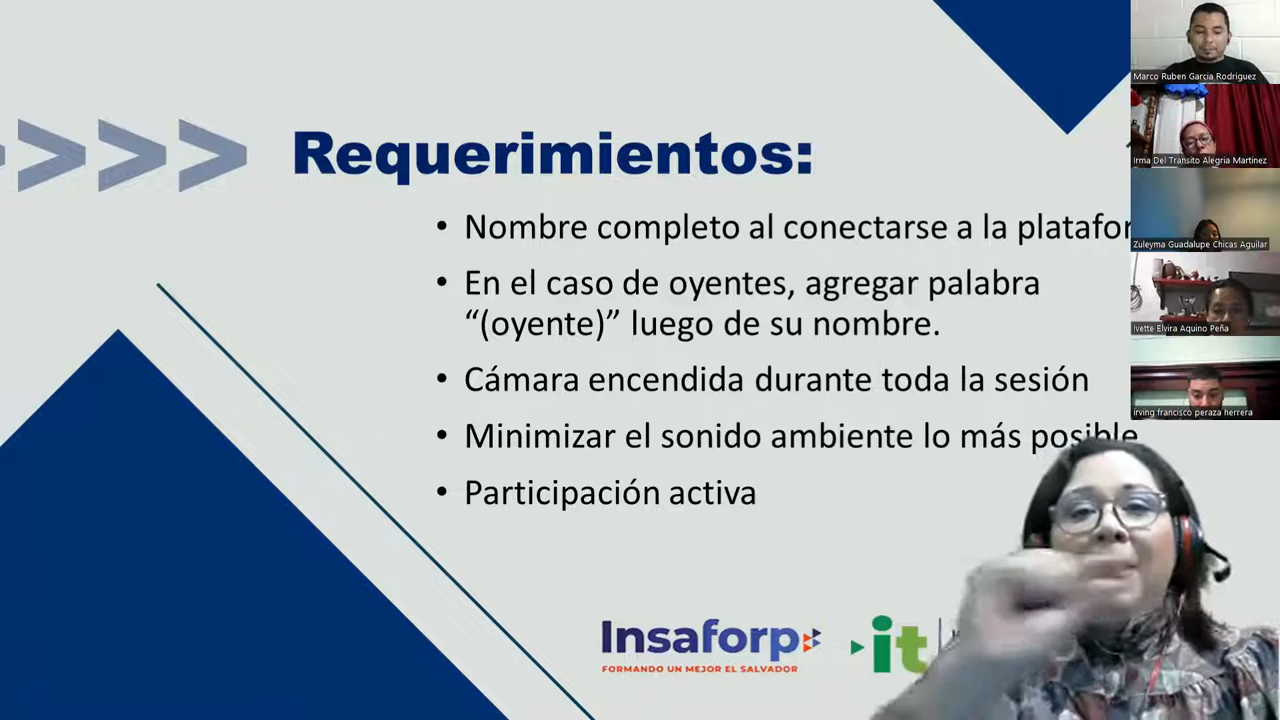 Requerimientos:
• Nombre completo al conectarse a la platafor
• En el caso de oyentes, agregar palabra
“(oyente)” luego de su nombre.
• Cámara encendida durante toda la sesión
• Minimizar el sonido ambiente lo más posible
• Participación activa
Insaforp
FORMANDO UN MEJOR EL SALVADOR
it
Marco Ruben Garcia Rodriguez
Irma Del Transito Alegria Martinez
Zuleyma Guadalupe Chicas Aguilar
Ivette Elvira Aquino Peña
irving francisco peraza herrera